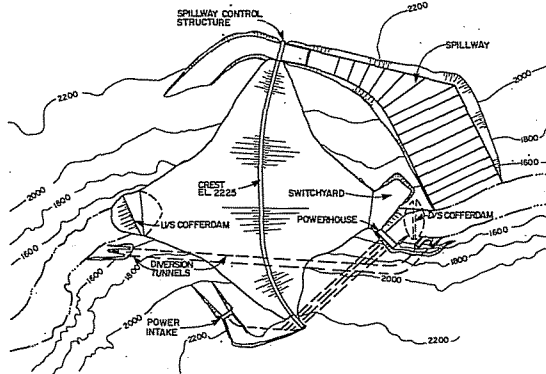 SPILLWAY CONTROL
STRUCTURE
2200
SPILLWAY
2200
2000
1800
1600
2000
1600
CREST
EL 2225
SWITCHYARD
POWERHOUSE
U/S COFFERDAM
D/S COFFERDAM
1600
1800
2000
DIVERSION
TUNNELS
1600
1800
2000
POWER
INTAKE
2200
2200